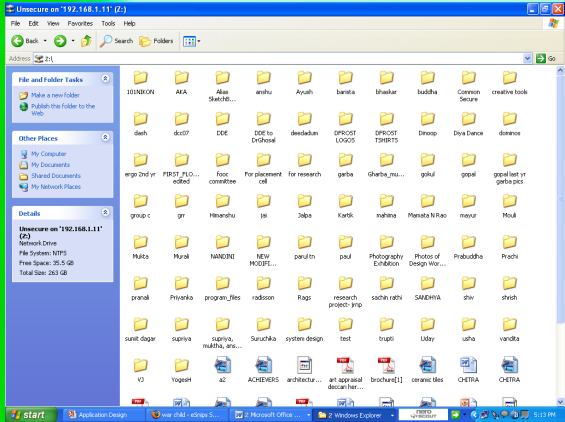 Unsecure on '192.168.1.11' (Z:)
File Edit View Favorites Tools Help
Back Search Folders
Address Z:\ Go
File and Folder Tasks
Make a new folder
Publish this folder to the
Web
Other Places
My Computer
My Documents
Shared Documents
My Network Places
Details
Unsecure on '192.168.1.11'
(Z:)
Network Drive
File System: NTFS
Free Space: 35.5 GB
Total Size: 263 GB
101NIKON AKA Alias anshu Ayush barista bhaskar buddha Common creative tools
SketchB... Secure
dash dcc07 DDE DDE to deedadum DFROST DFROST Dinoop Diya Dance dominos
DrGhosal LOGOS TSHIRTS
ergo 2nd yr FIRST_FLO... fooc For placement for research garba Gharba_mu... gokul gopal gopal last yr
edited committee cell garba pics
group c grr Himanshu jai Jalpa Kartik mahima Mamata N Rao mayur Mouli
Mukta Murali NANDINI NEW parul tn paul Photography Photos of Prabuddha Prachi
MODIFI... Exhibition Design Wor...
pranali Priyanka program_files radisson Rags research sachin rathi SANDHYA shiv shrish
project- jmp
sumit dagar supriya supriya, Suruchika system design test trupti Uday usha vandita
muktha, ans...
VJ YogesH a2 ACHIEVERS architectur... art appraisal brochure[1] ceramic tiles CHITRA CHITRA
deccan her...
start Application Design war child - eSnips S... 2 Microsoft Office ... 2 Windows Explorer nero 5:13 PM